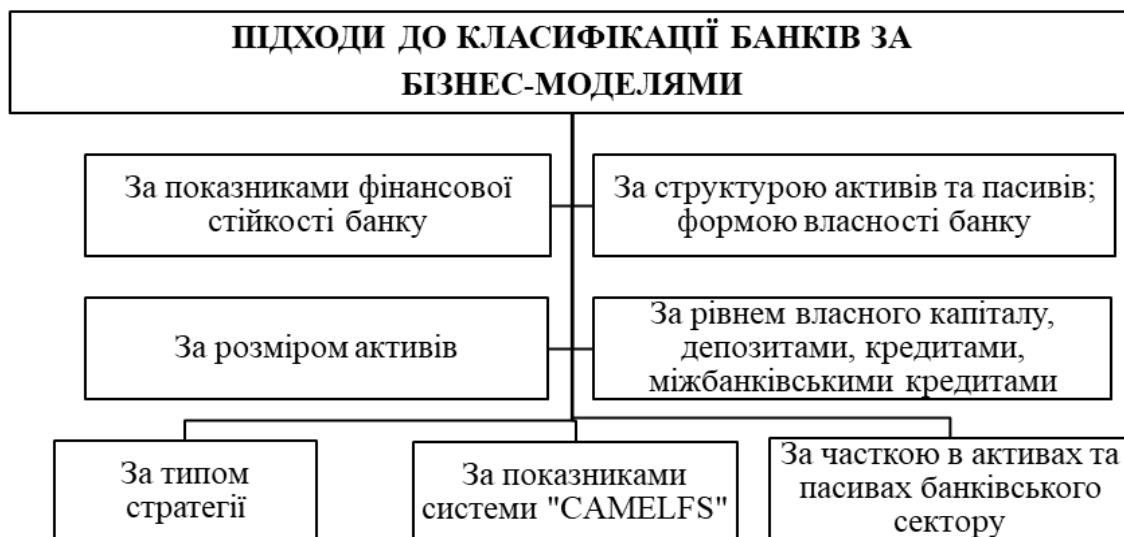 ПІДХОДИ ДО КЛАСИФІКАЦІЇ БАНКІВ ЗА
БІЗНЕС-МОДЕЛЯМИ
За показниками фінансової
стійкості банку
За структурою активів та пасивів;
формою власності банку
За розміром активів
За рівнем власного капіталу,
депозитами, кредитами,
міжбанківськими кредитами
За типом
стратегії
За показниками
системи "CAMELFS"
За часткою в активах та
пасивах банківського
сектору